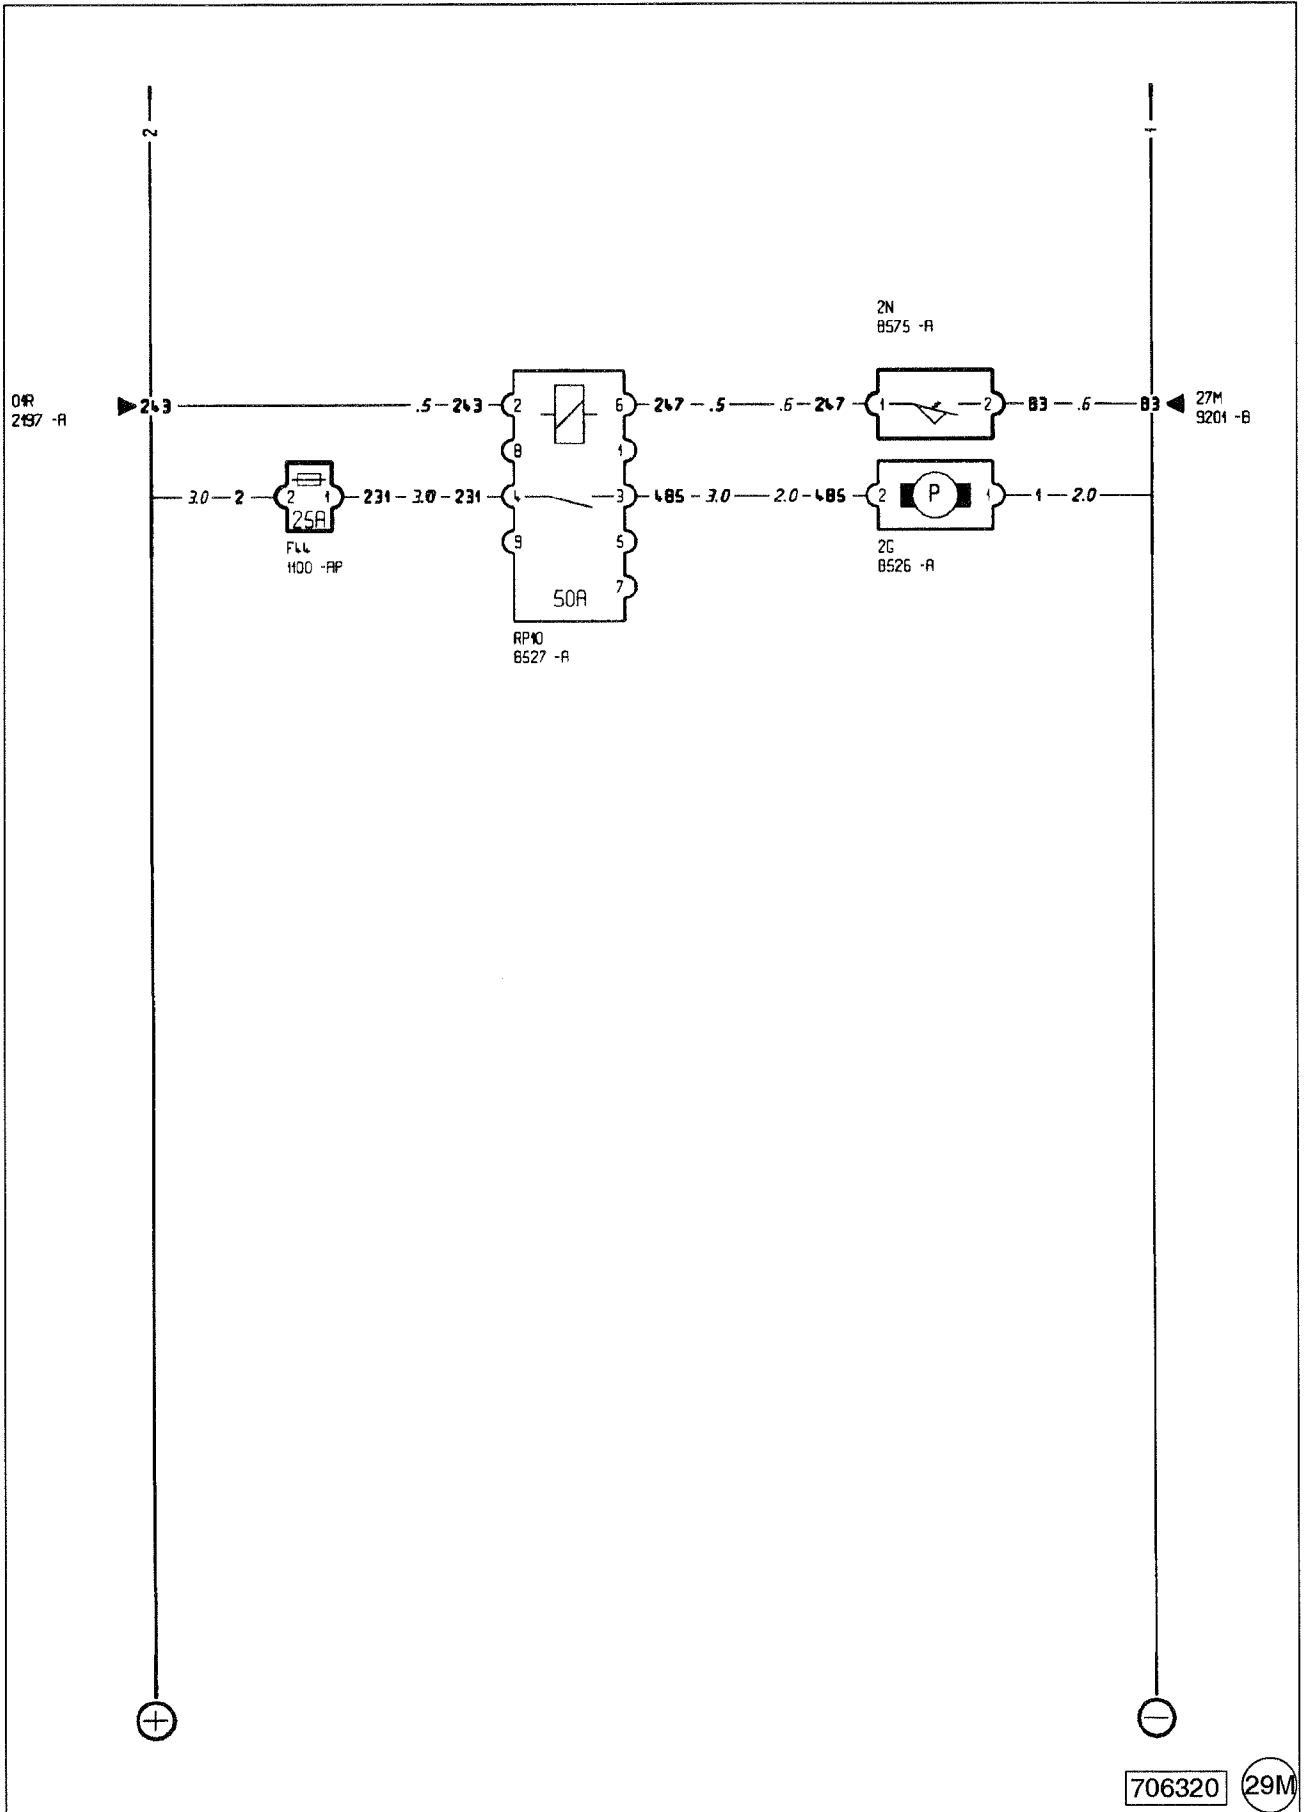 2
1
2N
8575 -A
04R
2197 -A
243
.5 - 243
2
6
247 - .5
.6 - 247
1
2
83 - .6
83
27M
9201 -B
8
1
3.0 - 2
2
1
25A
231 - 3.0 - 231
4
3
485 - 3.0
2.0 - 485
2
P
1
1 - 2.0
F44
1100 -AP
9
5
2G
8526 -A
7
50A
RP10
8527 -A
+
−
706320
29M